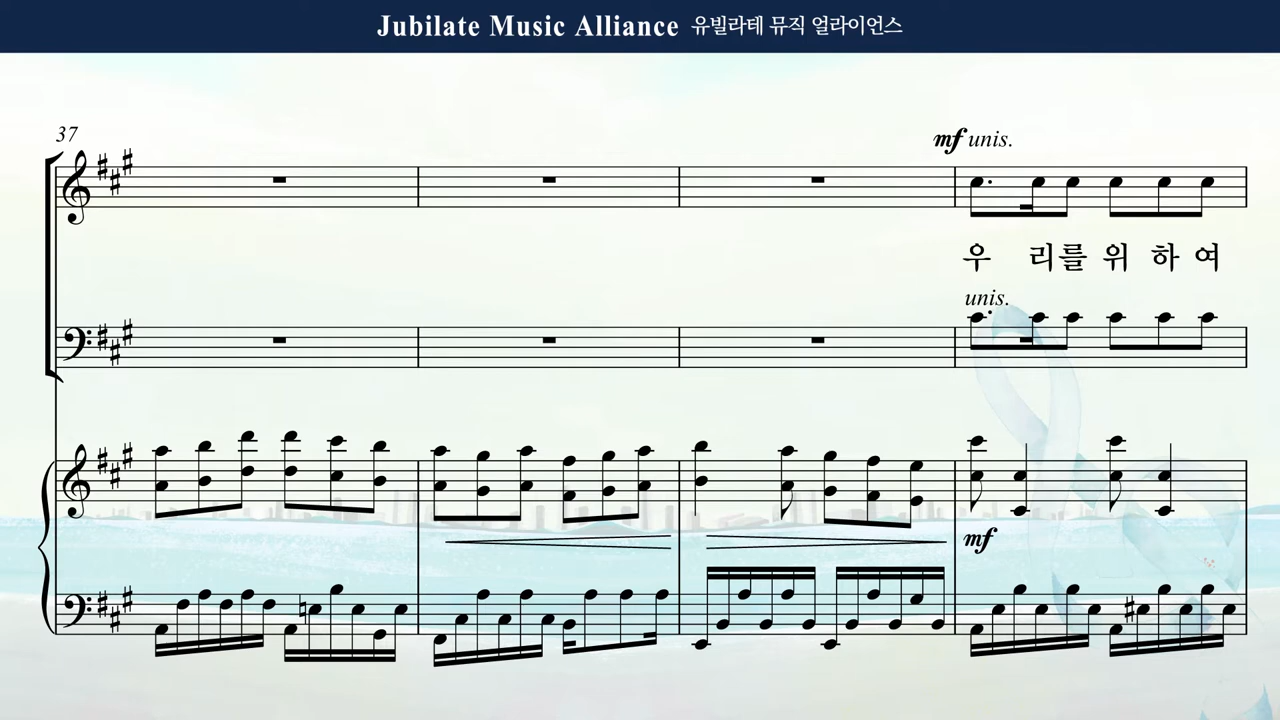 Jubilate Music Alliance 유빌라테 뮤직 얼라이언스
37
mf unis.
우 리를 위 하 여
unis.
mf